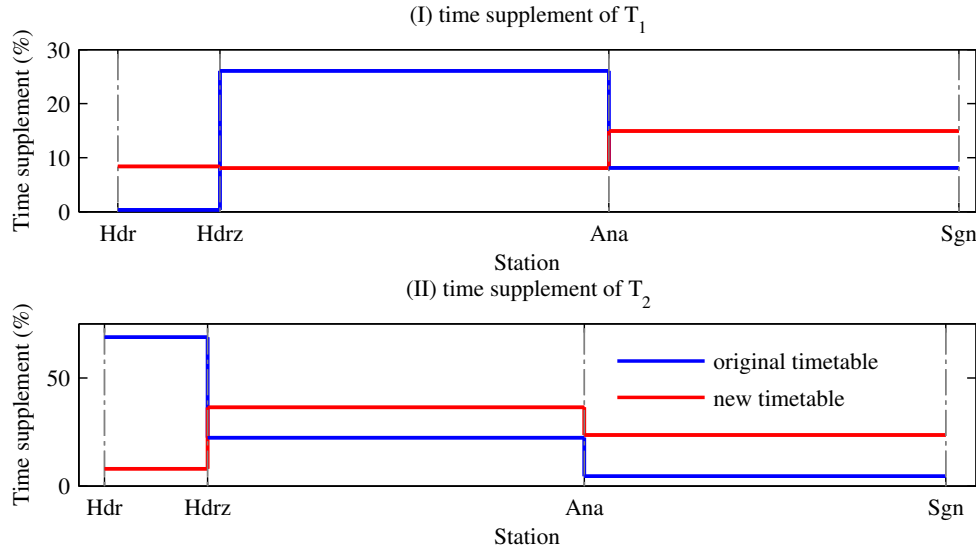 (I) time supplement of T1
Time supplement (%)
30
20
10
0
Hdr Hdrz Ana Sgn
Station
(II) time supplement of T2
Time supplement (%)
50
0
original timetable
new timetable
Hdr Hdrz Ana Sgn
Station